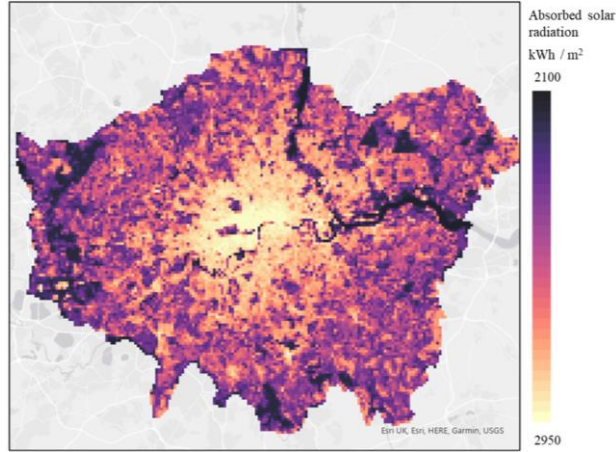 Absorbed solar
radiation
kWh / m²
2100
2950
Esri UK, Esri, HERE, Garmin, USGS